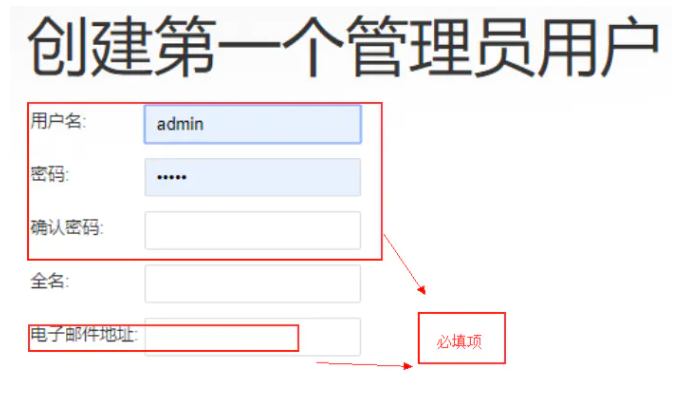 创建第一个管理员用户
用户名: admin
密码: •••••
确认密码:
全名:
电子邮件地址:
必填项